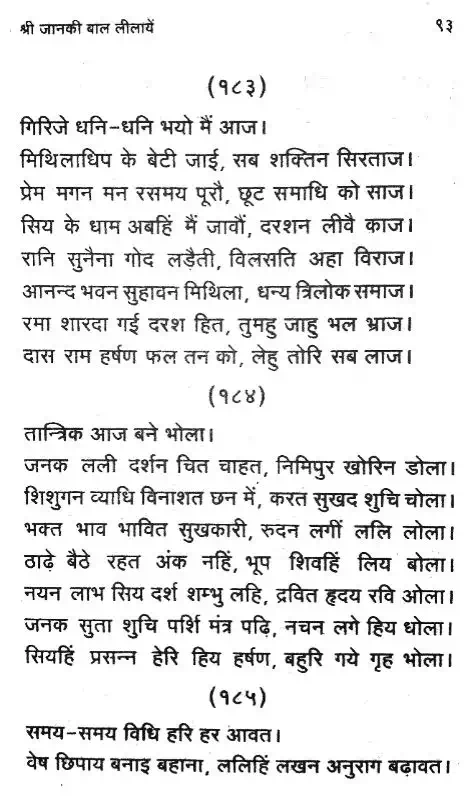 श्री जानकी बाल लीलायें ९३
(१८३)
गिरिजे धनि-धनि भयो मैं आज।
मिथिलाधिप के बेटी जाई, सब शक्तिन सिरताज।
प्रेम मगन मन रसमय पूरौ, छूट समाधि को साज।
सिय के धाम अबहिं मैं जावौं, दरशन लीवै काज।
रानि सुनैना गोद लड़ैती, विलसति अहा विराज।
आनन्द भवन सुहावन मिथिला, धन्य त्रिलोक समाज।
रमा शारदा गई दरश हित, तुमहु जाहु भल भ्राज।
दास राम हर्षण फल तन को, लेहु तोरि सब लाज।
(१८४)
तान्त्रिक आज बने भोला।
जनक लली दर्शन चित चाहत, निमिपुर खोरिन डोला।
शिशुगन व्याधि विनाशत छन में, करत सुखद शुचि चोला।
भक्त भाव भावित सुखकारी, रुदन लगीं ललि लोला।
ठाढ़े बैठे रहत अंक नहिं, भूप शिवहिं लिय बोला।
नयन लाभ सिय दर्श शम्भु लहि, द्रवित हृदय रवि ओला।
जनक सुता शुचि पर्शि मंत्र पढ़ि, नचन लगे हिय धोला।
सियहिं प्रसन्न हेरि हिय हर्षण, बहुरि गये गृह भोला।
(१८५)
समय-समय विधि हरि हर आवत।
वेष छिपाय बनाइ बहाना, ललिहिं लखन अनुराग बढ़ावत।